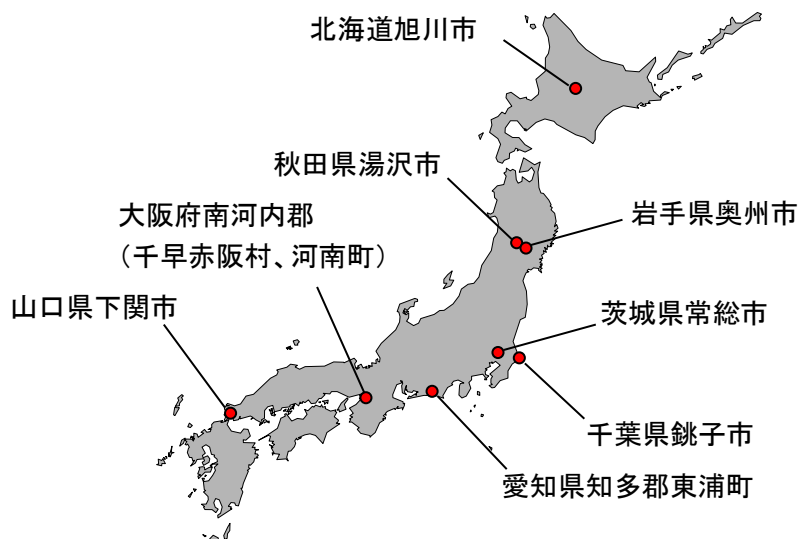 北海道旭川市
秋田県湯沢市
大阪府南河内郡
（千早赤阪村、河南町）
岩手県奥州市
山口県下関市
茨城県常総市
千葉県銚子市
愛知県知多郡東浦町